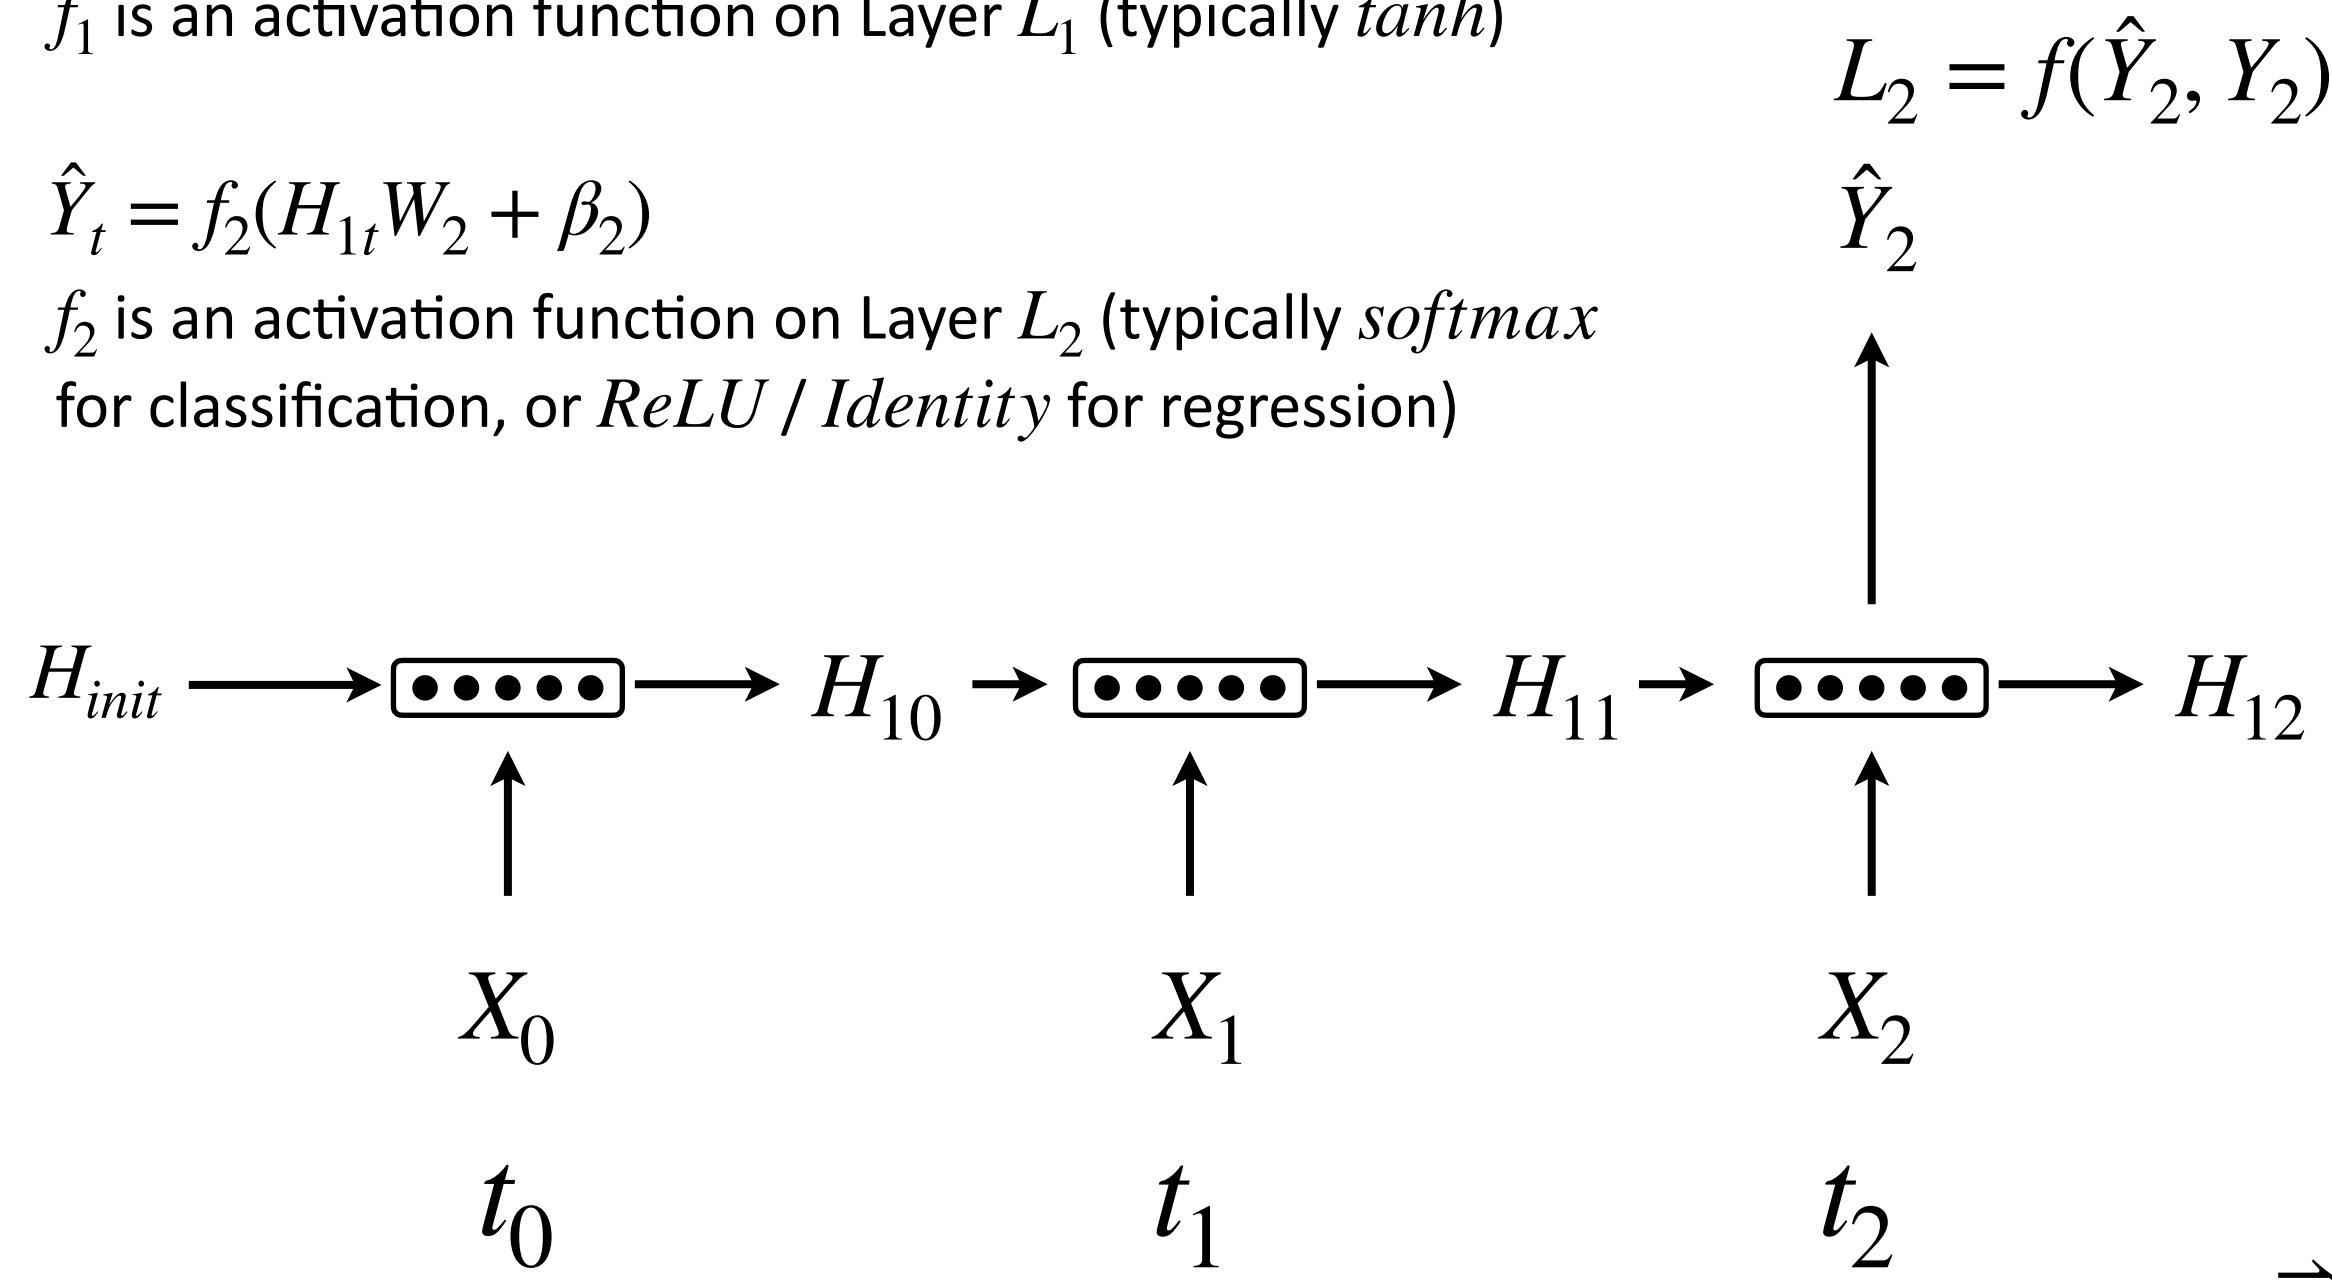 f₁ is an activation function on Layer L₁ (typically tanh)
L₂ = f(Ŷ₂, Y₂)
Ŷₜ = f₂(H₁ₜW₂ + β₂)
Ŷ₂
f₂ is an activation function on Layer L₂ (typically softmax
for classification, or ReLU / Identity for regression)
H_init H₁₀ H₁₁ H₁₂
X₀ X₁ X₂
t₀ t₁ t₂